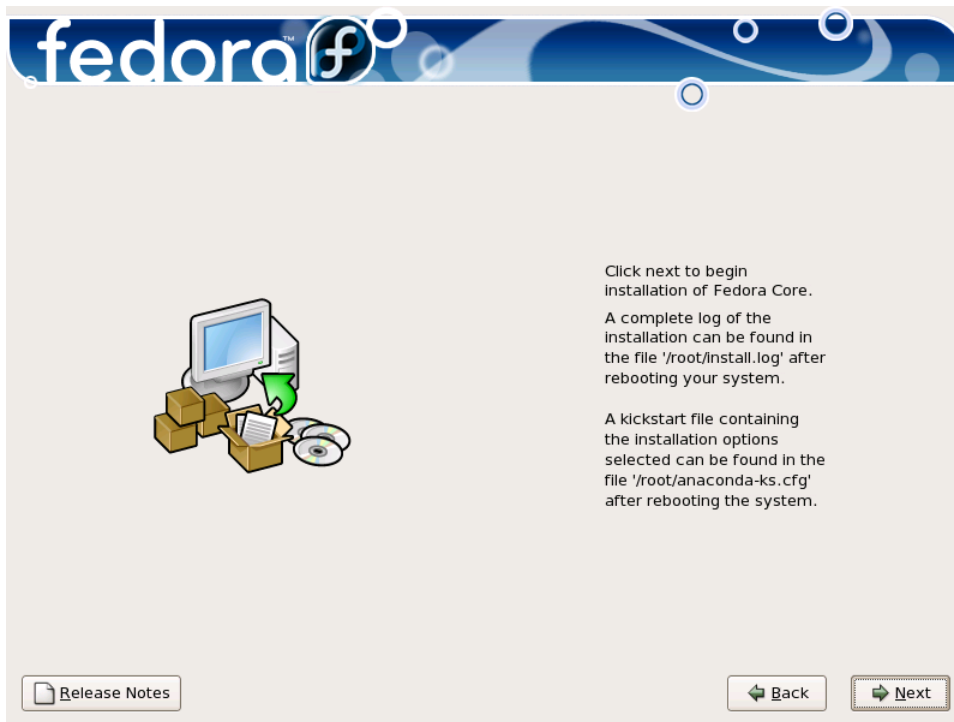 fedora™ f
Click next to begin
installation of Fedora Core.
A complete log of the
installation can be found in
the file '/root/install.log' after
rebooting your system.
A kickstart file containing
the installation options
selected can be found in the
file '/root/anaconda-ks.cfg'
after rebooting the system.
Release Notes
Back
Next